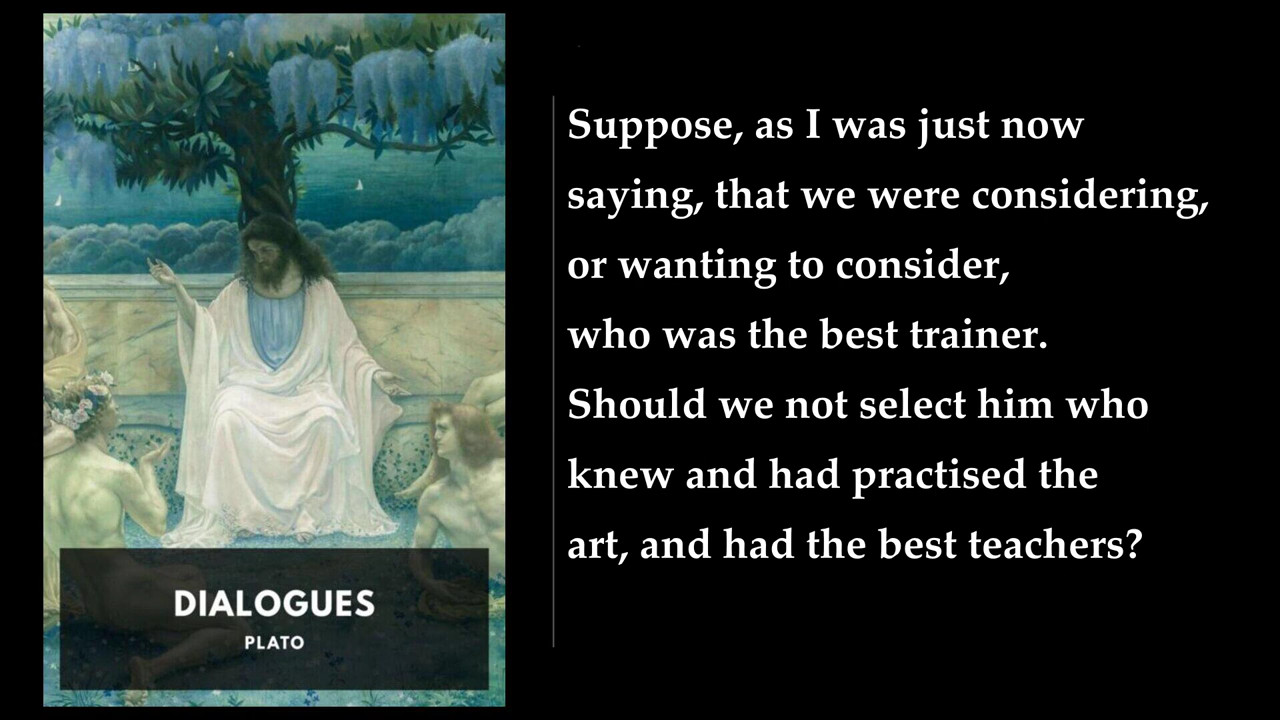 DIALOGUES
PLATO
Suppose, as I was just now
saying, that we were considering,
or wanting to consider,
who was the best trainer.
Should we not select him who
knew and had practised the
art, and had the best teachers?